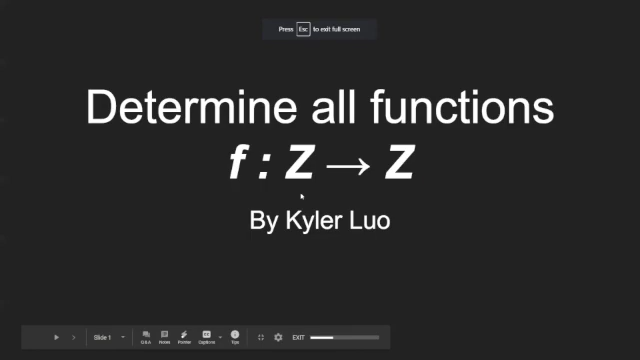 Press Esc to exit full screen
Determine all functions
f : Z → Z
By Kyler Luo
Slide 1
Q&A
Notes
Pointer
Captions
Tips
EXIT